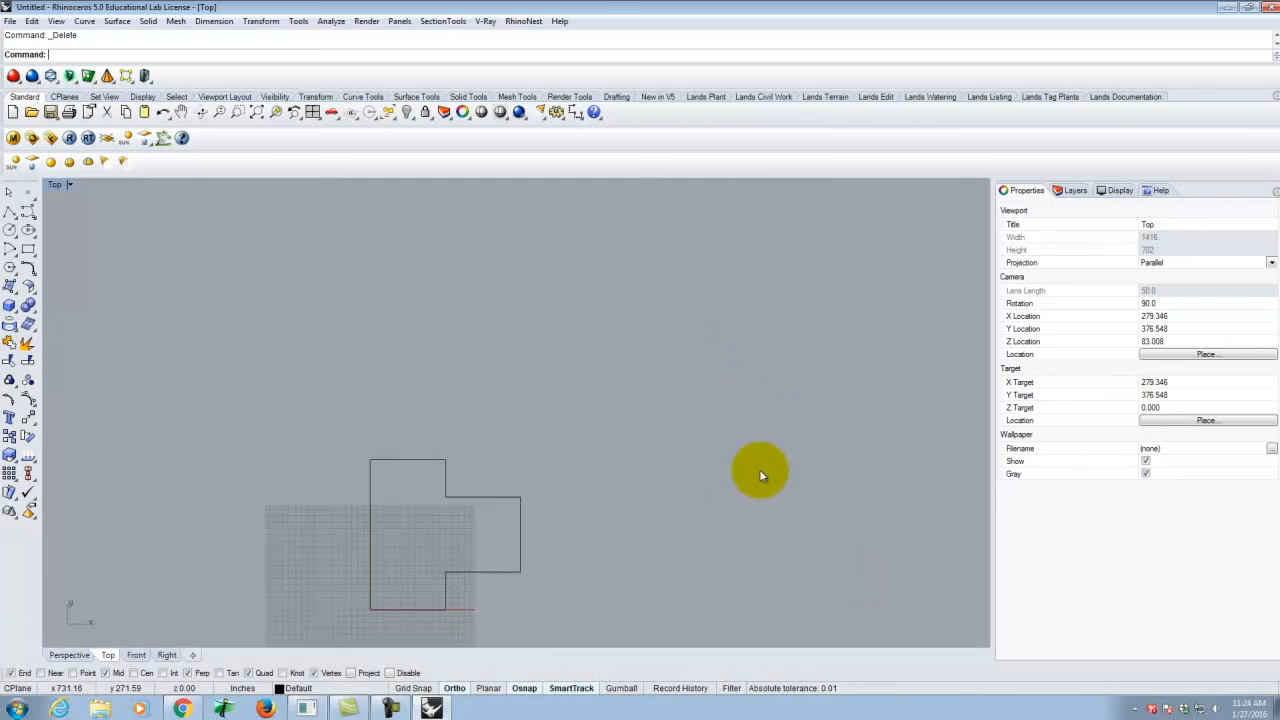 Untitled - Rhinoceros 5.0 Educational Lab License - [Top]
File Edit View Curve Surface Solid Mesh Dimension Transform Tools Analyze Render Panels SectionTools V-Ray RhinoNest Help
Command: _Delete
Command:
Standard CPlanes Set View Display Select Viewport Layout Visibility Transform Curve Tools Surface Tools Solid Tools Mesh Tools Render Tools Drafting New in V5 Lands Plant Lands Civil Work Lands Terrain Lands Edit Lands Watering Lands Listing Lands Tag Plants Lands Documentation
M R RT SUN
SUN
Top
Properties Layers Display Help
Viewport
Title Top
Width 1416
Height 702
Projection Parallel
Camera
Lens Length 50.0
Rotation 90.0
X Location 279.346
Y Location 376.548
Z Location 83.008
Location Place...
Target
X Target 279.346
Y Target 376.548
Z Target 0.000
Location Place...
Wallpaper
Filename (none) ...
Show
Gray
y
x
Perspective Top Front Right
End Near Point Mid Cen Int Perp Tan Quad Knot Vertex Project Disable
CPlane x 731.16 y 271.59 z 0.00 Inches Default Grid Snap Ortho Planar Osnap SmartTrack Gumball Record History Filter Absolute tolerance: 0.01
11:24 AM
1/27/2016